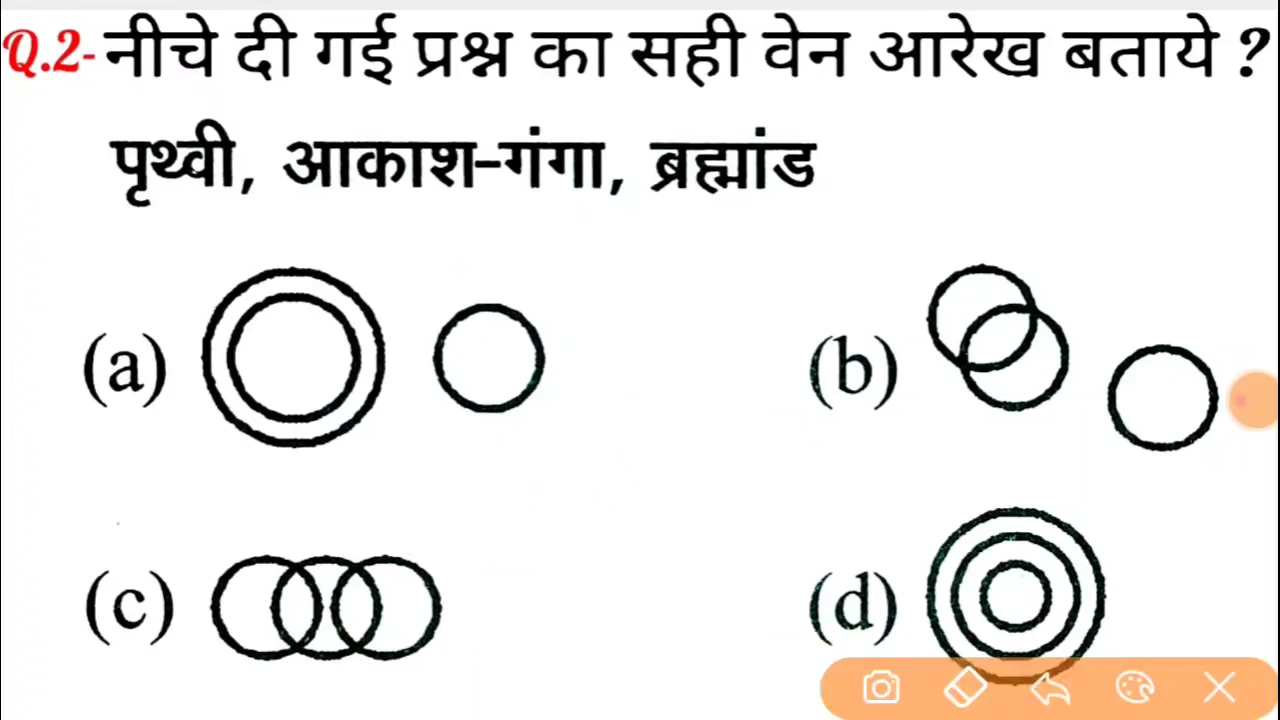 Q.2- नीचे दी गई प्रश्न का सही वेन आरेख बताये ?
पृथ्वी, आकाश-गंगा, ब्रह्मांड
(a)
(b)
(c)
(d)